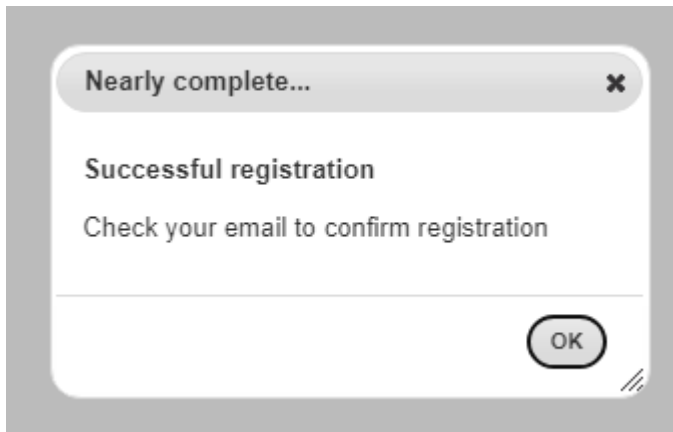 Nearly complete...
Successful registration
Check your email to confirm registration
OK